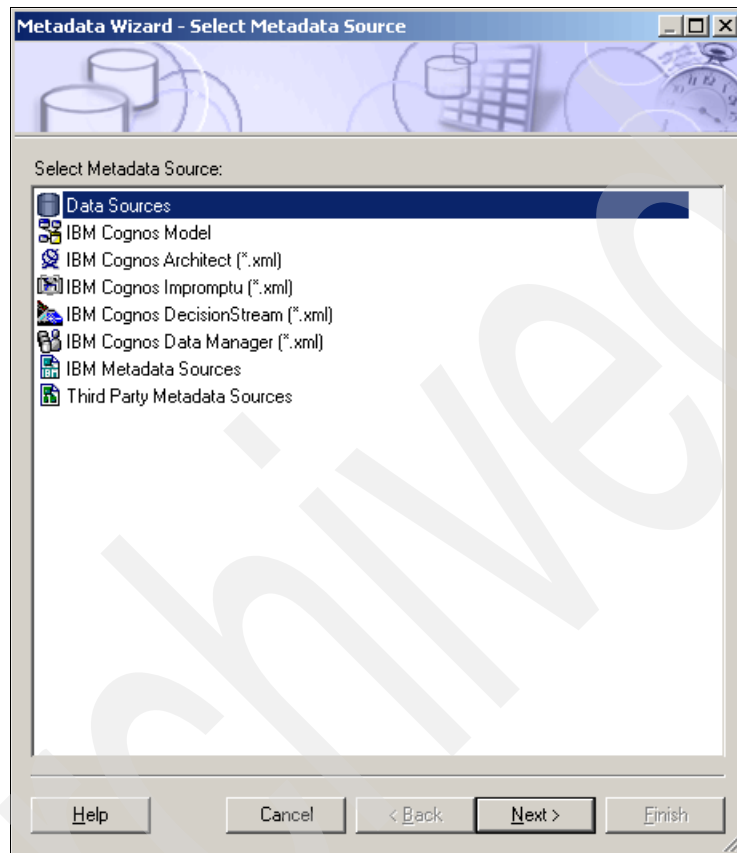 Metadata Wizard - Select Metadata Source
Select Metadata Source:
Data Sources
IBM Cognos Model
IBM Cognos Architect (*.xml)
IBM Cognos Impromptu (*.xml)
IBM Cognos DecisionStream (*.xml)
IBM Cognos Data Manager (*.xml)
IBM Metadata Sources
Third Party Metadata Sources
Help Cancel < Back Next > Finish